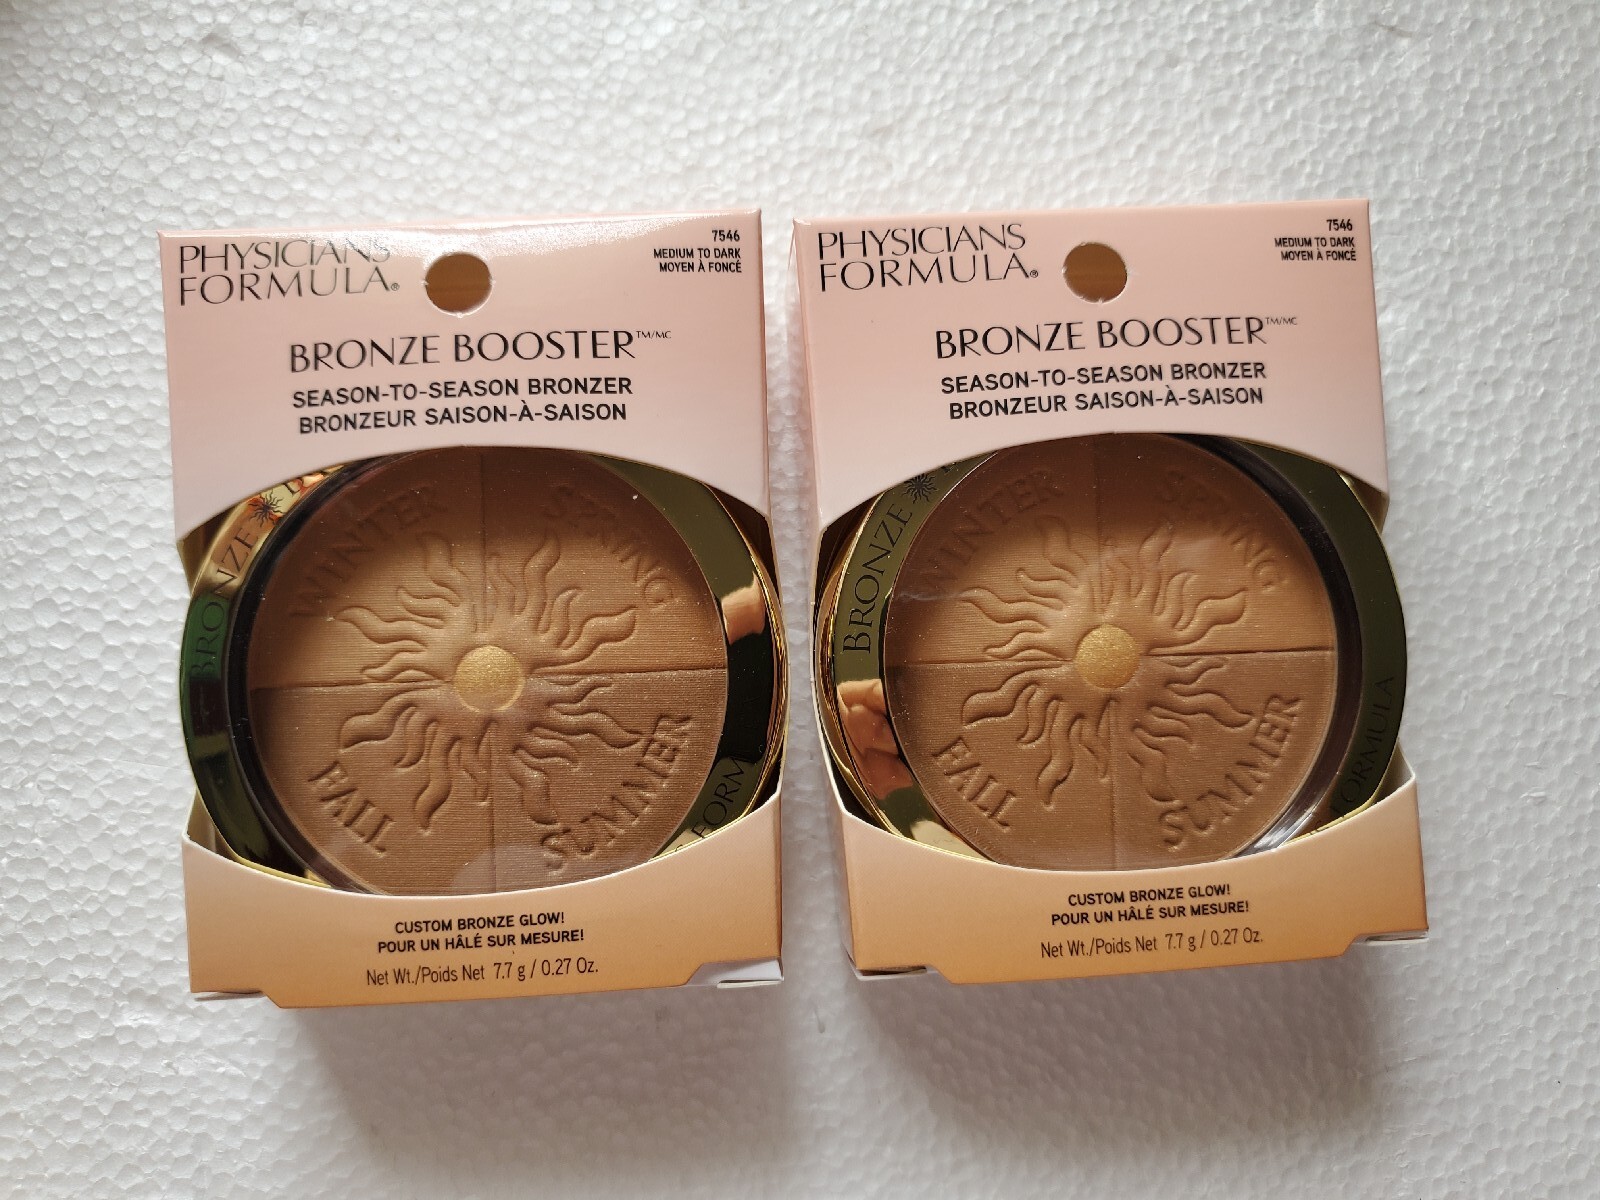 PHYSICIANS
FORMULA®
7546
MEDIUM TO DARK
MOYEN À FONCÉ
BRONZE BOOSTER™/MC
SEASON-TO-SEASON BRONZER
BRONZEUR SAISON-À-SAISON
BRONZE
WINTER
SPRING
FALL
SUMMER
CUSTOM BRONZE GLOW!
POUR UN HÂLÉ SUR MESURE!
Net Wt./Poids Net 7.7 g / 0.27 Oz.
PHYSICIANS
FORMULA®
7546
MEDIUM TO DARK
MOYEN À FONCÉ
BRONZE BOOSTER™/MC
SEASON-TO-SEASON BRONZER
BRONZEUR SAISON-À-SAISON
BRONZE
WINTER
SPRING
FALL
SUMMER
FORMULA
CUSTOM BRONZE GLOW!
POUR UN HÂLÉ SUR MESURE!
Net Wt./Poids Net 7.7 g / 0.27 Oz.